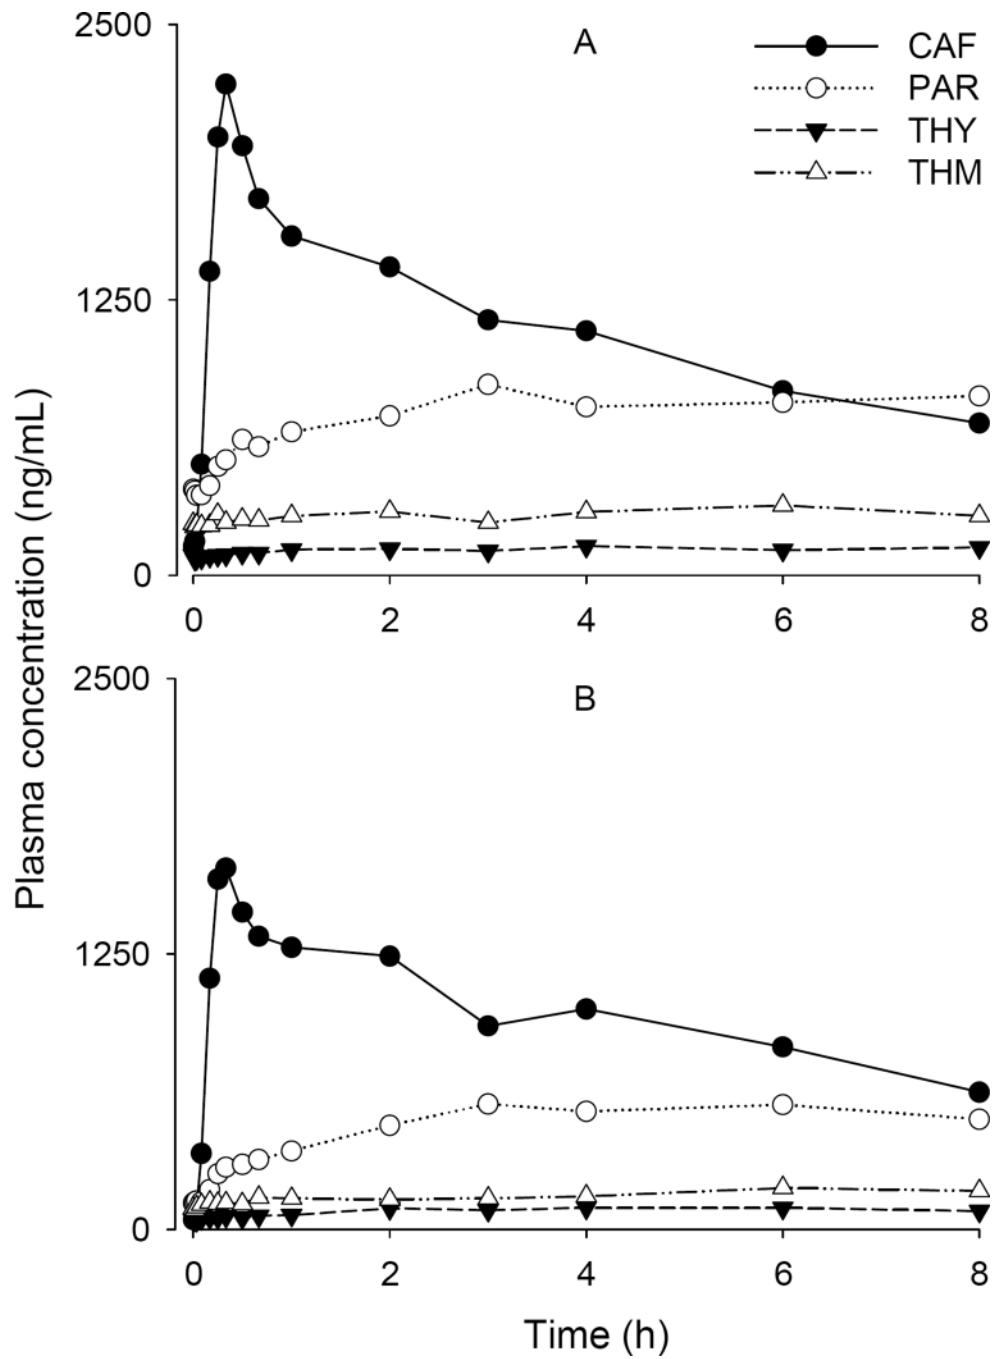 2500
A
CAF
PAR
THY
THM
1250
0
0 2 4 6 8
Plasma concentration (ng/mL)
2500
B
1250
0
0 2 4 6 8
Time (h)